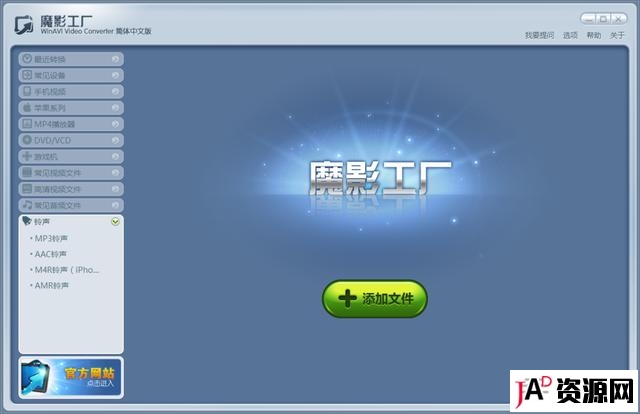 魔影工厂
WinAVI Video Converter 简体中文版
我要提问 选项 帮助 关于
最近转换
常见设备
手机视频
苹果系列
MP4播放器
DVD/VCD
游戏机
常见视频文件
高清视频文件
常见音频文件
铃声
MP3铃声
AAC铃声
M4R铃声（iPho...
AMR铃声
魔影工厂
添加文件
官方网站
点击进入
JAD资源网